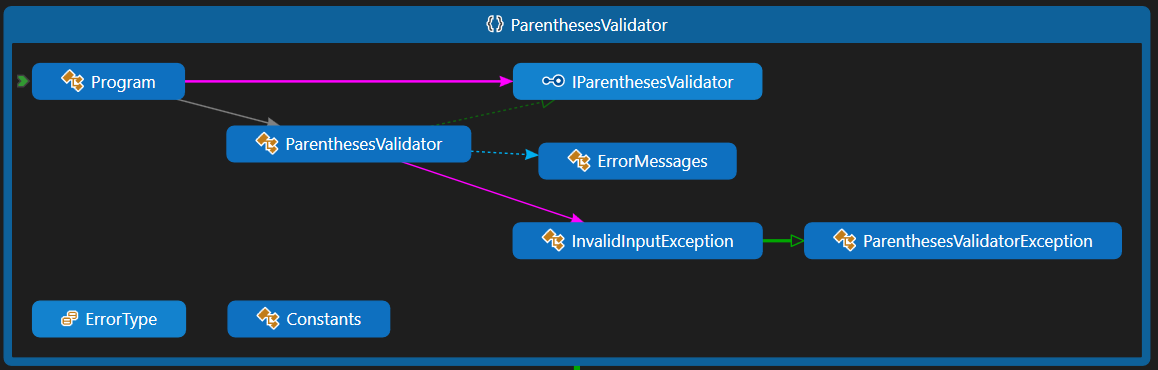 ParenthesesValidator
Program
IParenthesesValidator
ParenthesesValidator
ErrorMessages
InvalidInputException
ParenthesesValidatorException
ErrorType
Constants